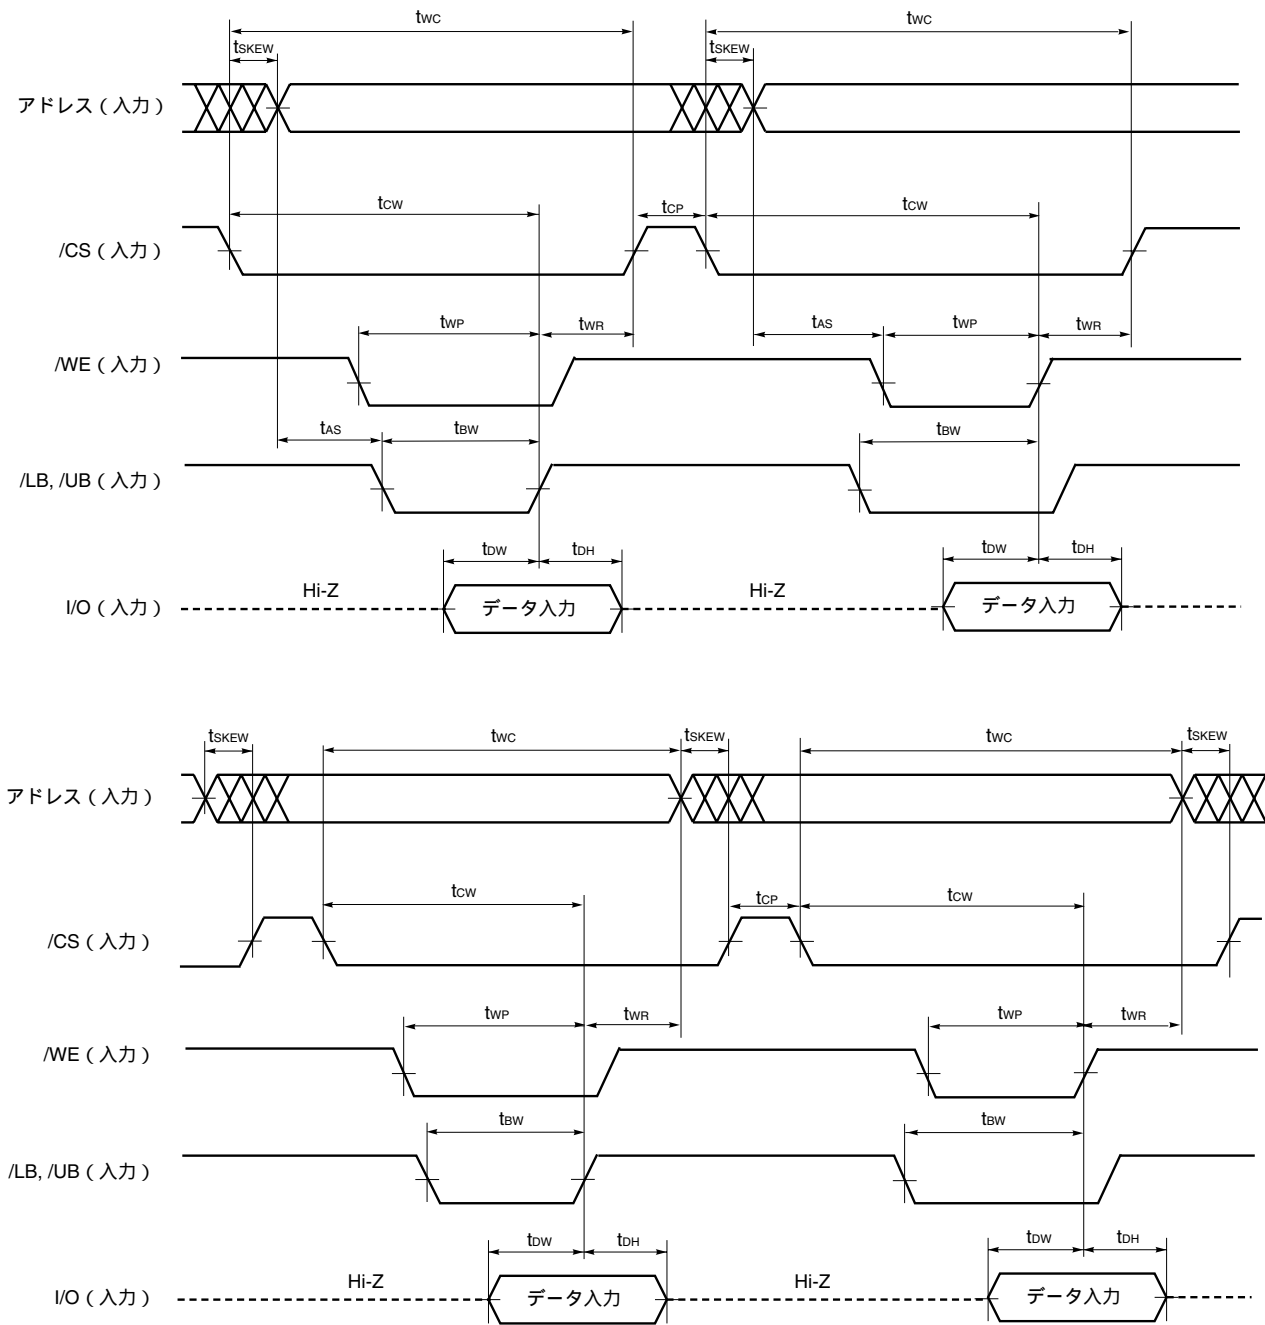 tWC tWC
tSKEW tSKEW
アドレス（入力）
tCW tCP tCW
/CS（入力）
tWP tWR tAS tWP tWR
/WE（入力）
tAS tBW tBW
/LB, /UB（入力）
tDW tDH tDW tDH
Hi-Z Hi-Z
I/O（入力） データ入力 データ入力
tSKEW tWC tSKEW tWC tSKEW
アドレス（入力）
tCW tCP tCW
/CS（入力）
tWP tWR tWP tWR
/WE（入力）
tBW tBW
/LB, /UB（入力）
tDW tDH tDW tDH
Hi-Z Hi-Z
I/O（入力） データ入力 データ入力